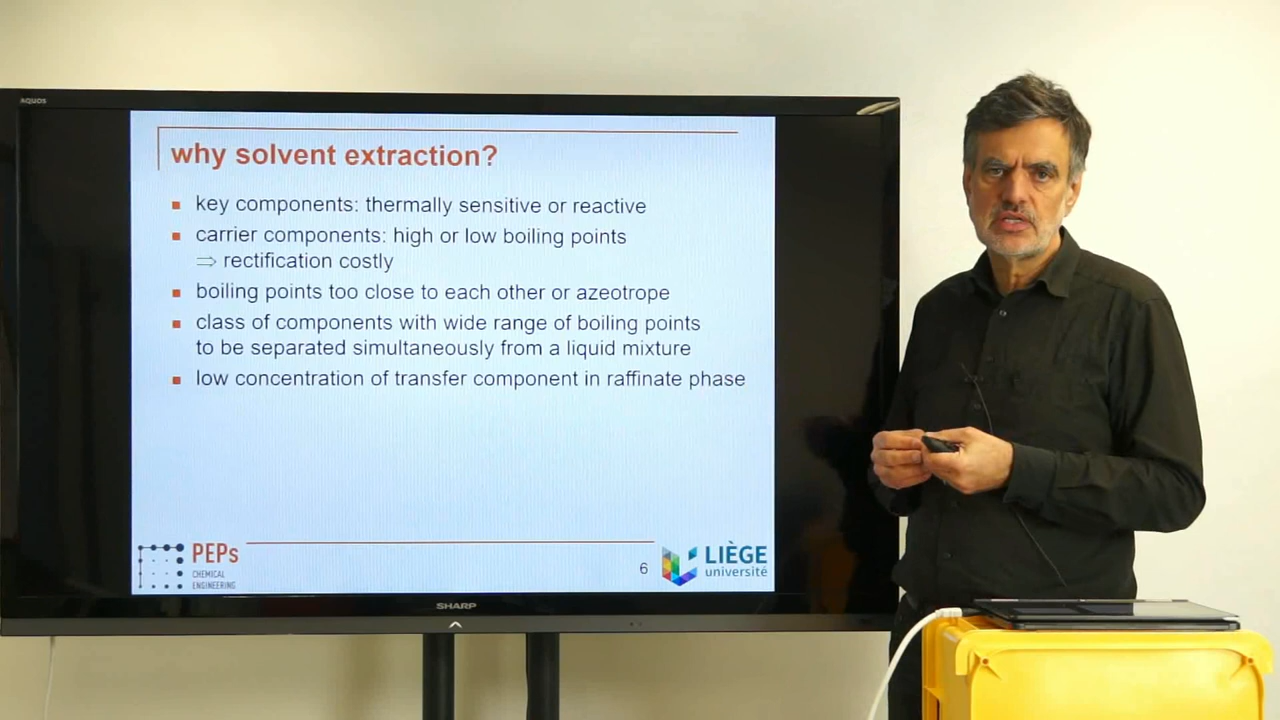 AQUOS
why solvent extraction?
key components: thermally sensitive or reactive
carrier components: high or low boiling points
⇒ rectification costly
boiling points too close to each other or azeotrope
class of components with wide range of boiling points
to be separated simultaneously from a liquid mixture
low concentration of transfer component in raffinate phase
PEPs
CHEMICAL
ENGINEERING
6
LIÈGE
université
SHARP